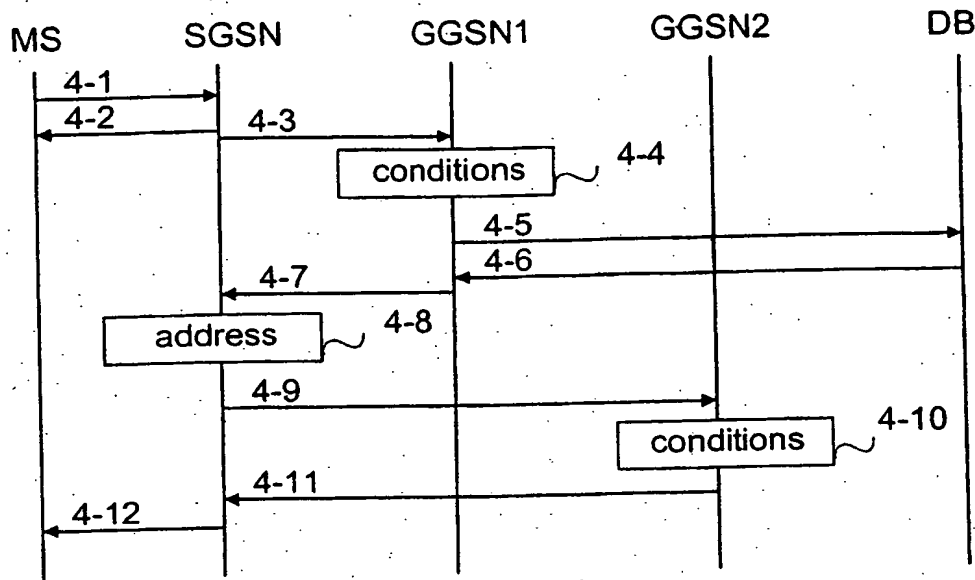 MS SGSN GGSN1 GGSN2 DB
4-1
4-2 4-3
conditions 4-4
4-5
4-6
4-7
address 4-8
4-9
conditions 4-10
4-11
4-12